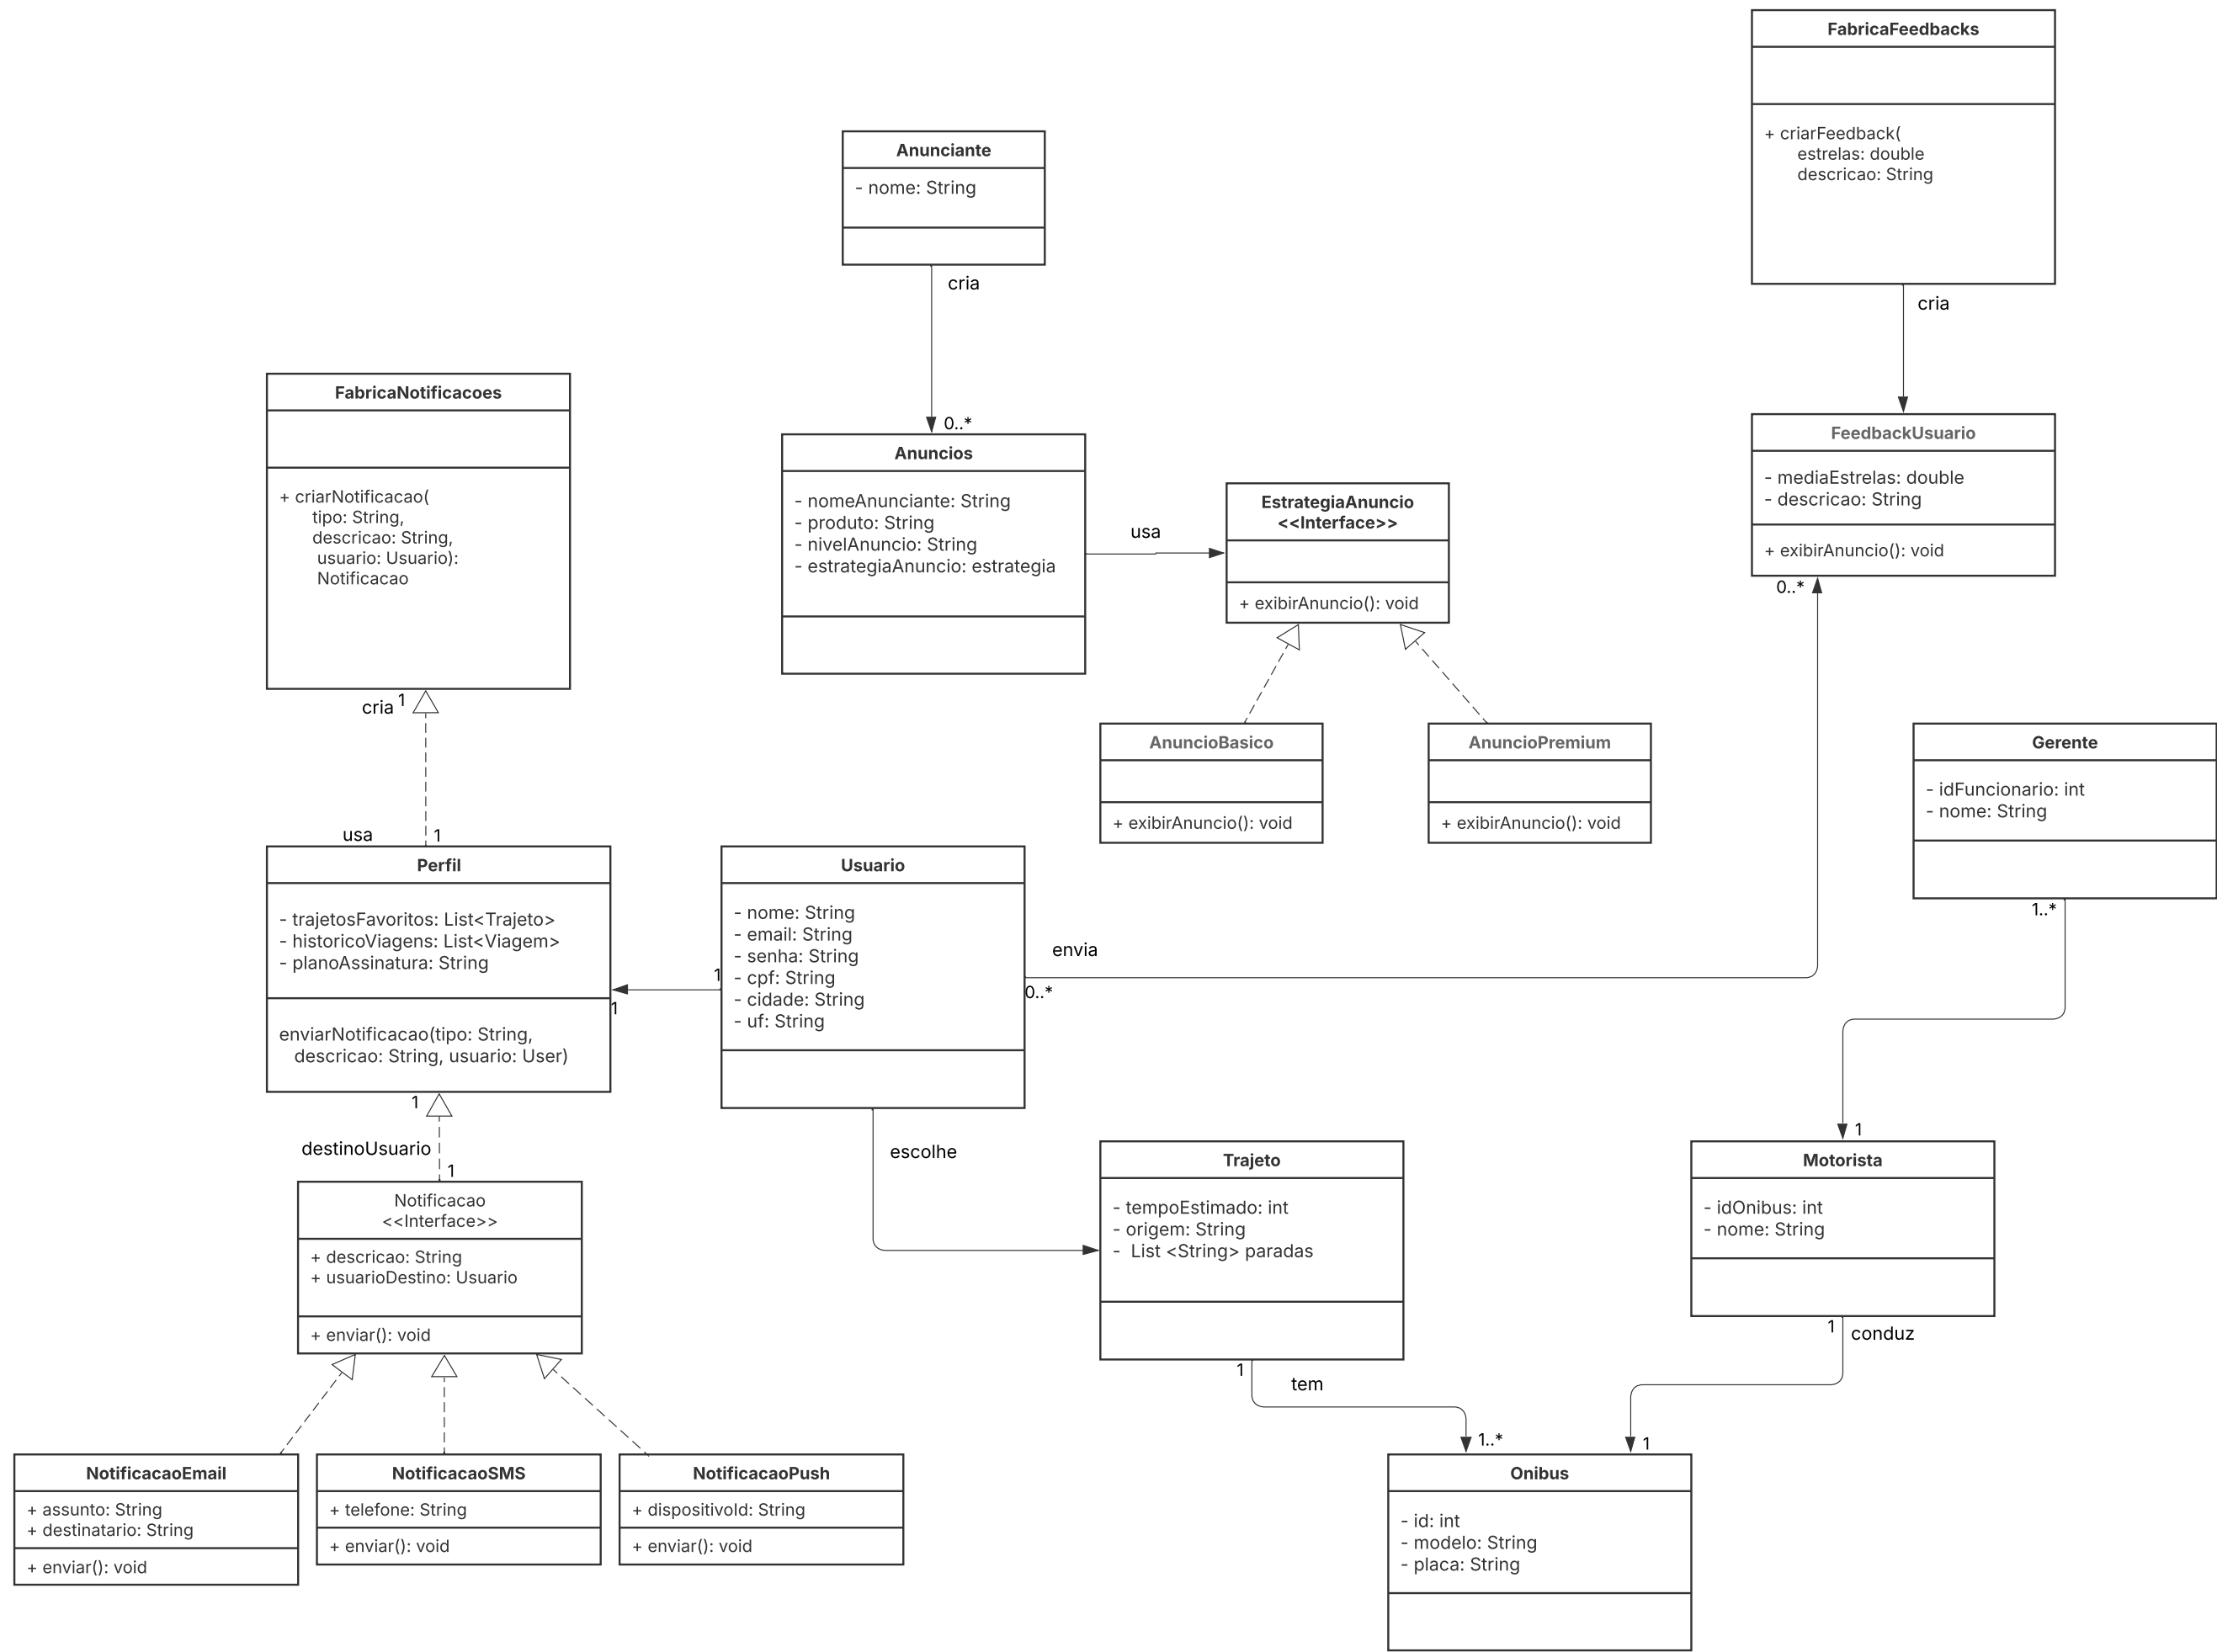 FabricaFeedbacks
+ criarFeedback(
estrelas: double
descricao: String
cria
Anunciante
- nome: String
cria
0..*
FabricaNotificacoes
+ criarNotificacao(
tipo: String,
descricao: String,
usuario: Usuario):
Notificacao
cria
1
Anuncios
- nomeAnunciante: String
- produto: String
- nivelAnuncio: String
- estrategiaAnuncio: estrategia
usa
EstrategiaAnuncio
<<Interface>>
+ exibirAnuncio(): void
FeedbackUsuario
- mediaEstrelas: double
- descricao: String
+ exibirAnuncio(): void
0..*
AnuncioBasico
+ exibirAnuncio(): void
AnuncioPremium
+ exibirAnuncio(): void
Gerente
- idFuncionario: int
- nome: String
1..*
usa
1
Perfil
- trajetosFavoritos: List<Trajeto>
- historicoViagens: List<Viagem>
- planoAssinatura: String
enviarNotificacao(tipo: String,
descricao: String, usuario: User)
1
1
Usuario
- nome: String
- email: String
- senha: String
- cpf: String
- cidade: String
- uf: String
envia
0..*
escolhe
1
destinoUsuario
1
Notificacao
<<Interface>>
+ descricao: String
+ usuarioDestino: Usuario
+ enviar(): void
Trajeto
- tempoEstimado: int
- origem: String
- List <String> paradas
1
tem
1..*
1
Motorista
- idOnibus: int
- nome: String
1
conduz
1
NotificacaoEmail
+ assunto: String
+ destinatario: String
+ enviar(): void
NotificacaoSMS
+ telefone: String
+ enviar(): void
NotificacaoPush
+ dispositivoId: String
+ enviar(): void
Onibus
- id: int
- modelo: String
- placa: String